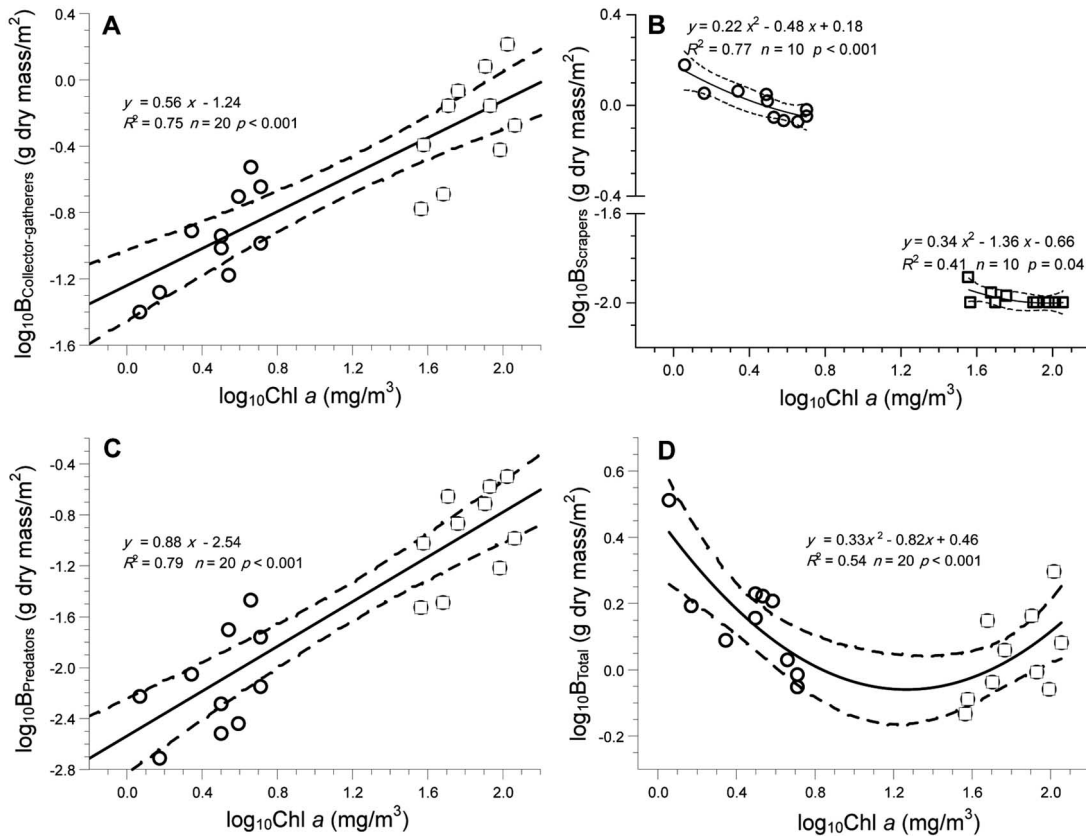 A
log₁₀B Collector-gatherers (g dry mass/m²)
0.4
0.0
-0.4
-0.8
-1.2
-1.6
y = 0.56 x - 1.24
R² = 0.75 n = 20 p < 0.001
0.0 0.4 0.8 1.2 1.6 2.0
log₁₀Chl a (mg/m³)
B
log₁₀B Scrapers (g dry mass/m²)
0.4
0.0
-0.4
-1.6
-2.0
y = 0.22 x² - 0.48 x + 0.18
R² = 0.77 n = 10 p < 0.001
y = 0.34 x² - 1.36 x - 0.66
R² = 0.41 n = 10 p = 0.04
0.0 0.4 0.8 1.2 1.6 2.0
log₁₀Chl a (mg/m³)
C
log₁₀B Predators (g dry mass/m²)
-0.4
-0.8
-1.2
-1.6
-2.0
-2.4
-2.8
y = 0.88 x - 2.54
R² = 0.79 n = 20 p < 0.001
0.0 0.4 0.8 1.2 1.6 2.0
log₁₀Chl a (mg/m³)
D
log₁₀B Total (g dry mass/m²)
0.6
0.4
0.2
0.0
-0.2
y = 0.33x² - 0.82x + 0.46
R² = 0.54 n = 20 p < 0.001
0.0 0.4 0.8 1.2 1.6 2.0
log₁₀Chl a (mg/m³)